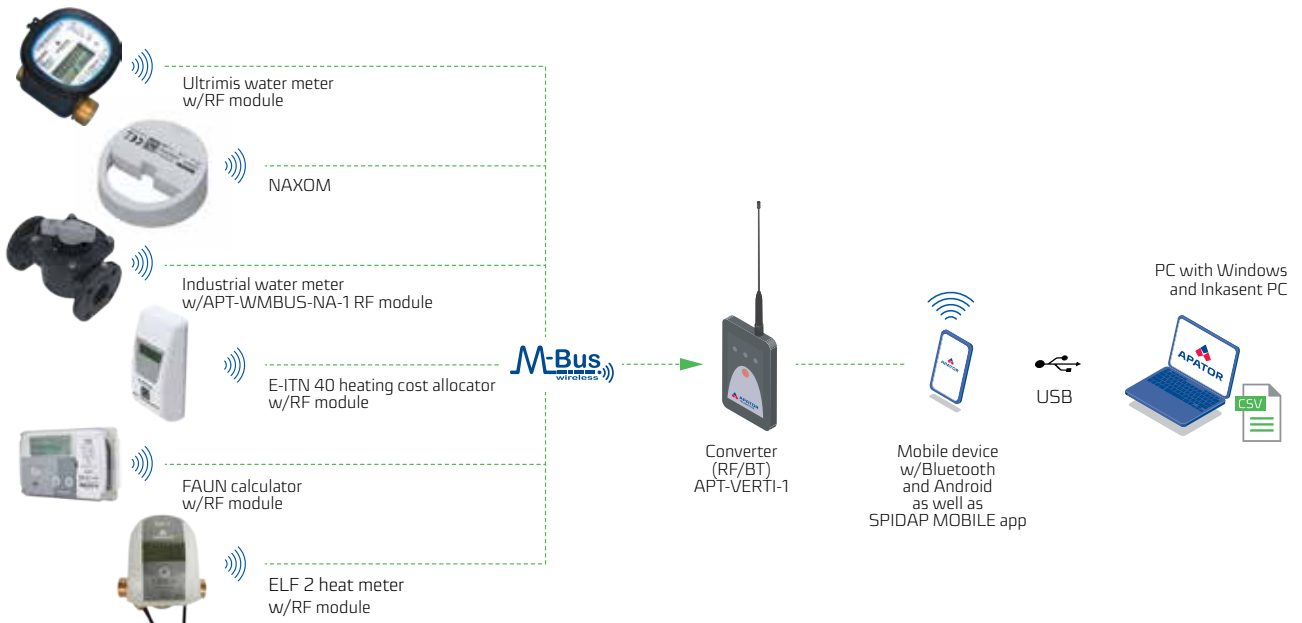 Ultrimis water meter
w/RF module
NAXOM
Industrial water meter
w/APT-WMBUS-NA-1 RF module
E-ITN 40 heating cost allocator
w/RF module
FAUN calculator
w/RF module
ELF 2 heat meter
w/RF module
M-Bus
wireless
APATOR
Converter
(RF/BT)
APT-VERTI-1
APATOR
Mobile device
w/Bluetooth
and Android
as well as
SPIDAP MOBILE app
USB
PC with Windows
and Inkasent PC
APATOR
CSV